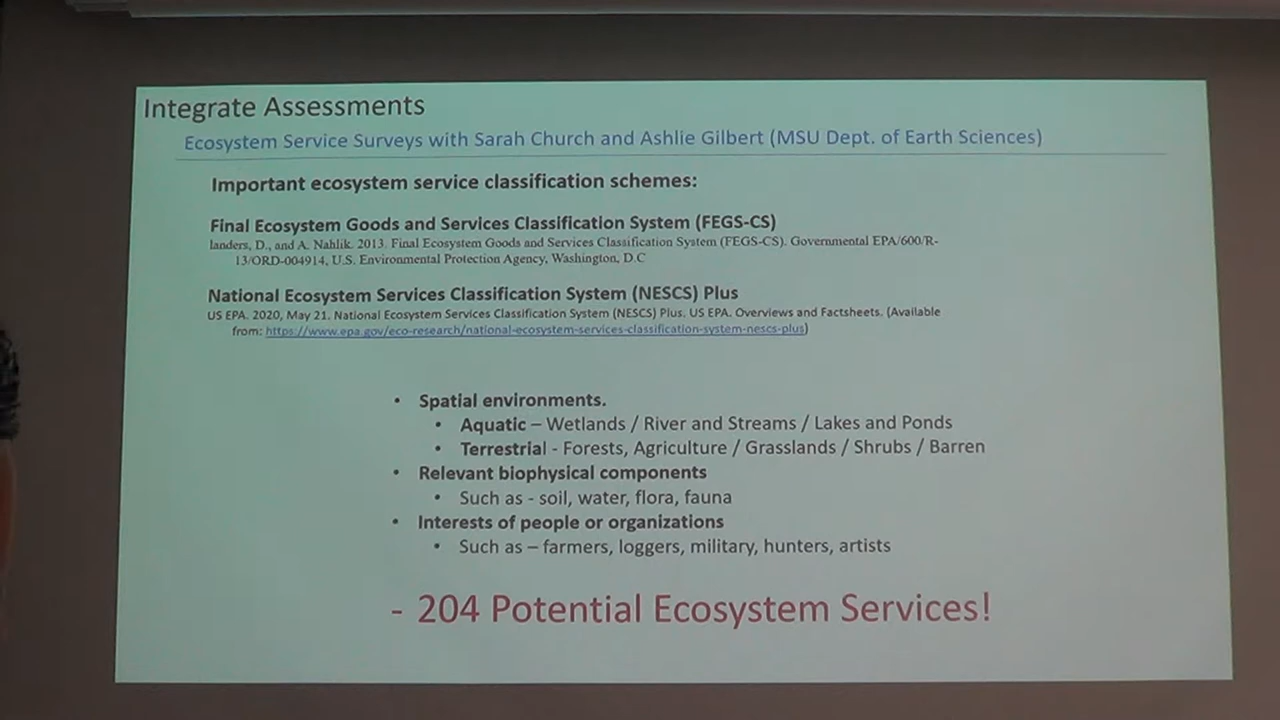 Integrate Assessments
Ecosystem Service Surveys with Sarah Church and Ashlie Gilbert (MSU Dept. of Earth Sciences)
Important ecosystem service classification schemes:
Final Ecosystem Goods and Services Classification System (FEGS-CS)
landers, D., and A. Nahlik. 2013. Final Ecosystem Goods and Services Classification System (FEGS-CS). Governmental EPA/600/R-
13/ORD-004914, U.S. Environmental Protection Agency, Washington, D.C
National Ecosystem Services Classification System (NESCS) Plus
US EPA. 2020, May 21. National Ecosystem Services Classification System (NESCS) Plus. US EPA. Overviews and Factsheets. (Available
from: https://www.epa.gov/eco-research/national-ecosystem-services-classification-system-nescs-plus)
• Spatial environments.
• Aquatic – Wetlands / River and Streams / Lakes and Ponds
• Terrestrial - Forests, Agriculture / Grasslands / Shrubs / Barren
• Relevant biophysical components
• Such as - soil, water, flora, fauna
• Interests of people or organizations
• Such as – farmers, loggers, military, hunters, artists
- 204 Potential Ecosystem Services!